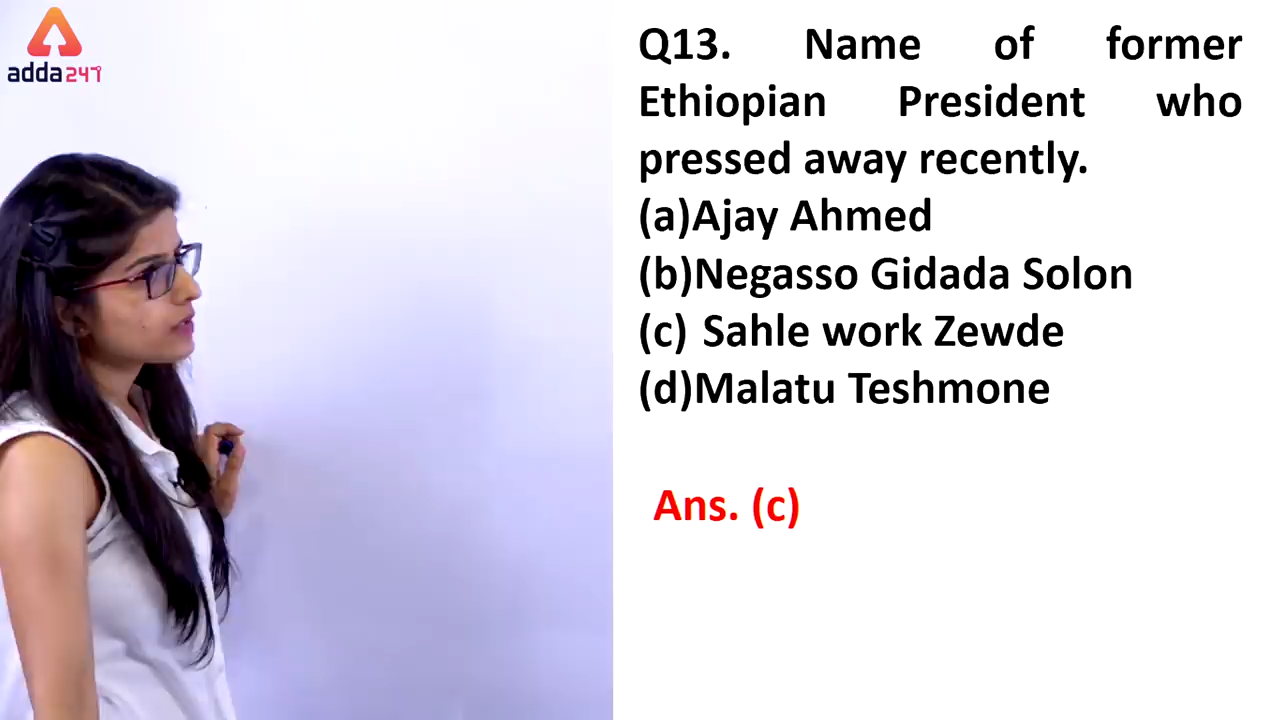 adda247
Q13. Name of former
Ethiopian President who
pressed away recently.
(a)Ajay Ahmed
(b)Negasso Gidada Solon
(c) Sahle work Zewde
(d)Malatu Teshmone
Ans. (c)